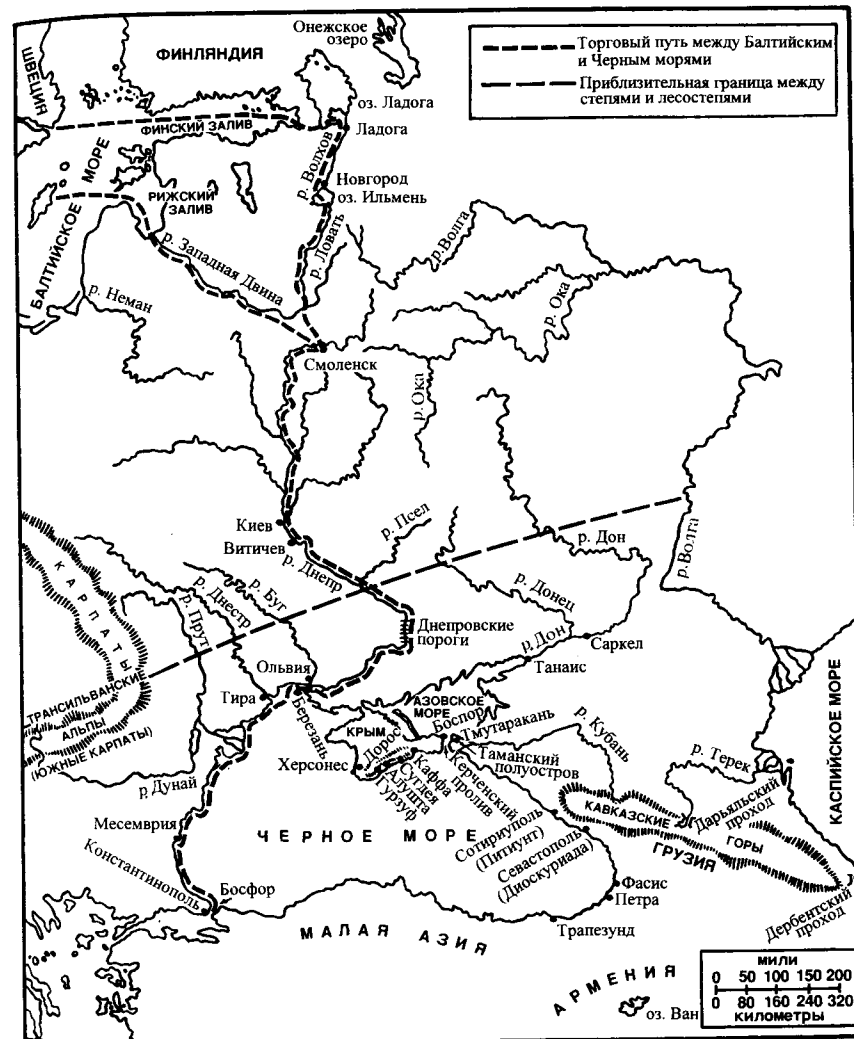 Онежское
озеро
ФИНЛЯНДИЯ
ШВЕЦИЯ
Торговый путь между Балтийским
и Черным морями
Приблизительная граница между
степями и лесостепями
оз. Ладога
ФИНСКИЙ ЗАЛИВ
Ладога
р. Волхов
БАЛТИЙСКОЕ МОРЕ
РИЖСКИЙ
ЗАЛИВ
Новгород
оз. Ильмень
р. Ловать
р. Западная Двина
р.Волга
р. Ока
р. Неман
Смоленск
р. Ока
Киев
Витичев
р. Днепр
р. Псел
р. Дон
р. Волга
КАРПАТЫ
р. Прут
р. Днестр
р. Буг
р. Донец
Днепровские
пороги
р. Дон
Саркел
Танаис
ТРАНСИЛЬВАНСКИЕ
АЛЬПЫ
(ЮЖНЫЕ КАРПАТЫ)
Ольвия
Тира
Березань
АЗОВСКОЕ
МОРЕ
КРЫМ
Боспор
Тмутаракань
Дорос
Херсонес
Каффа
Сугдея
Алушта
Гурзуф
Керченский
пролив
Таманский
полуостров
р. Кубань
р. Терек
КАСПИЙСКОЕ МОРЕ
р. Дунай
Месемврия
ЧЕРНОЕ МОРЕ
Сотириуполь
(Питиунт)
Севастополь
(Диоскуриада)
КАВКАЗСКИЕ
ГОРЫ
Дарьяльский
проход
ГРУЗИЯ
Константинополь
Босфор
Фасис
Петра
Трапезунд
Дербентский
проход
МАЛАЯ АЗИЯ
АРМЕНИЯ
оз. Ван
МИЛИ
0 50 100 150 200
0 80 160 240 320
километры